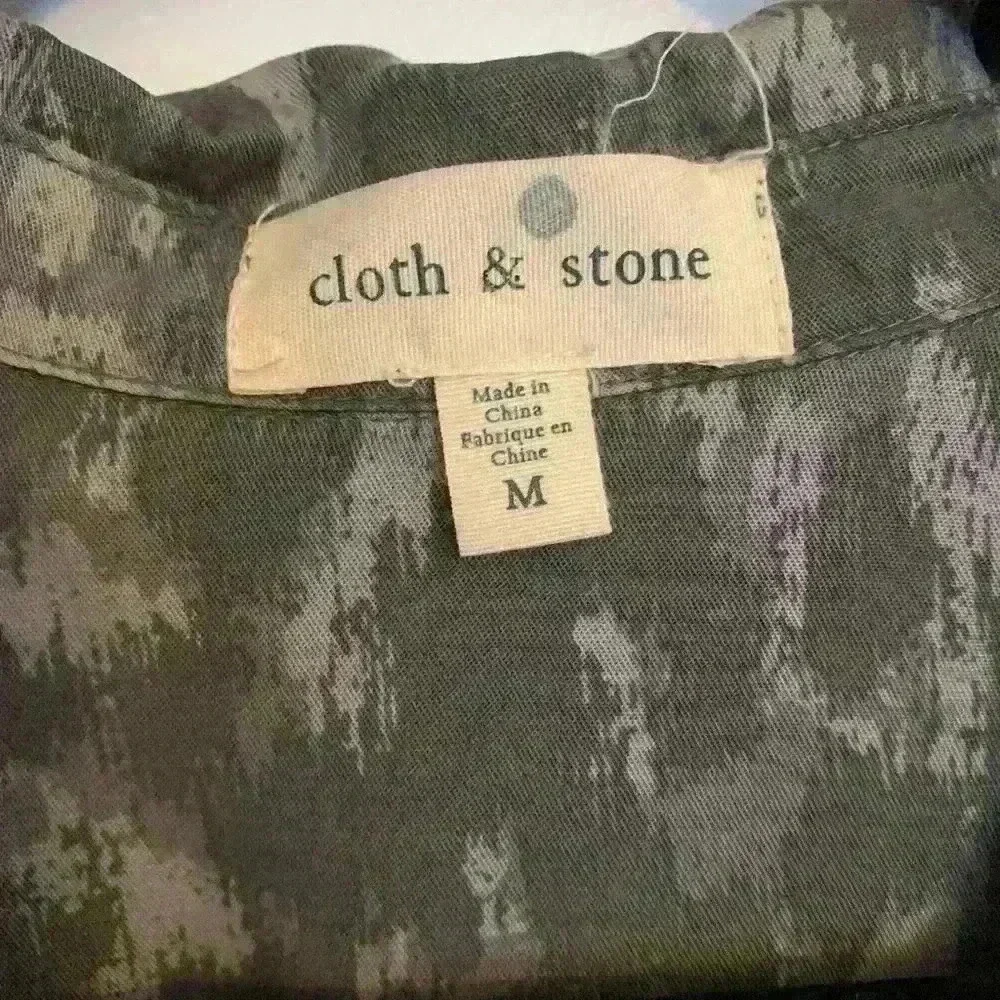 cloth & stone
Made in
China
Fabrique en
Chine
M